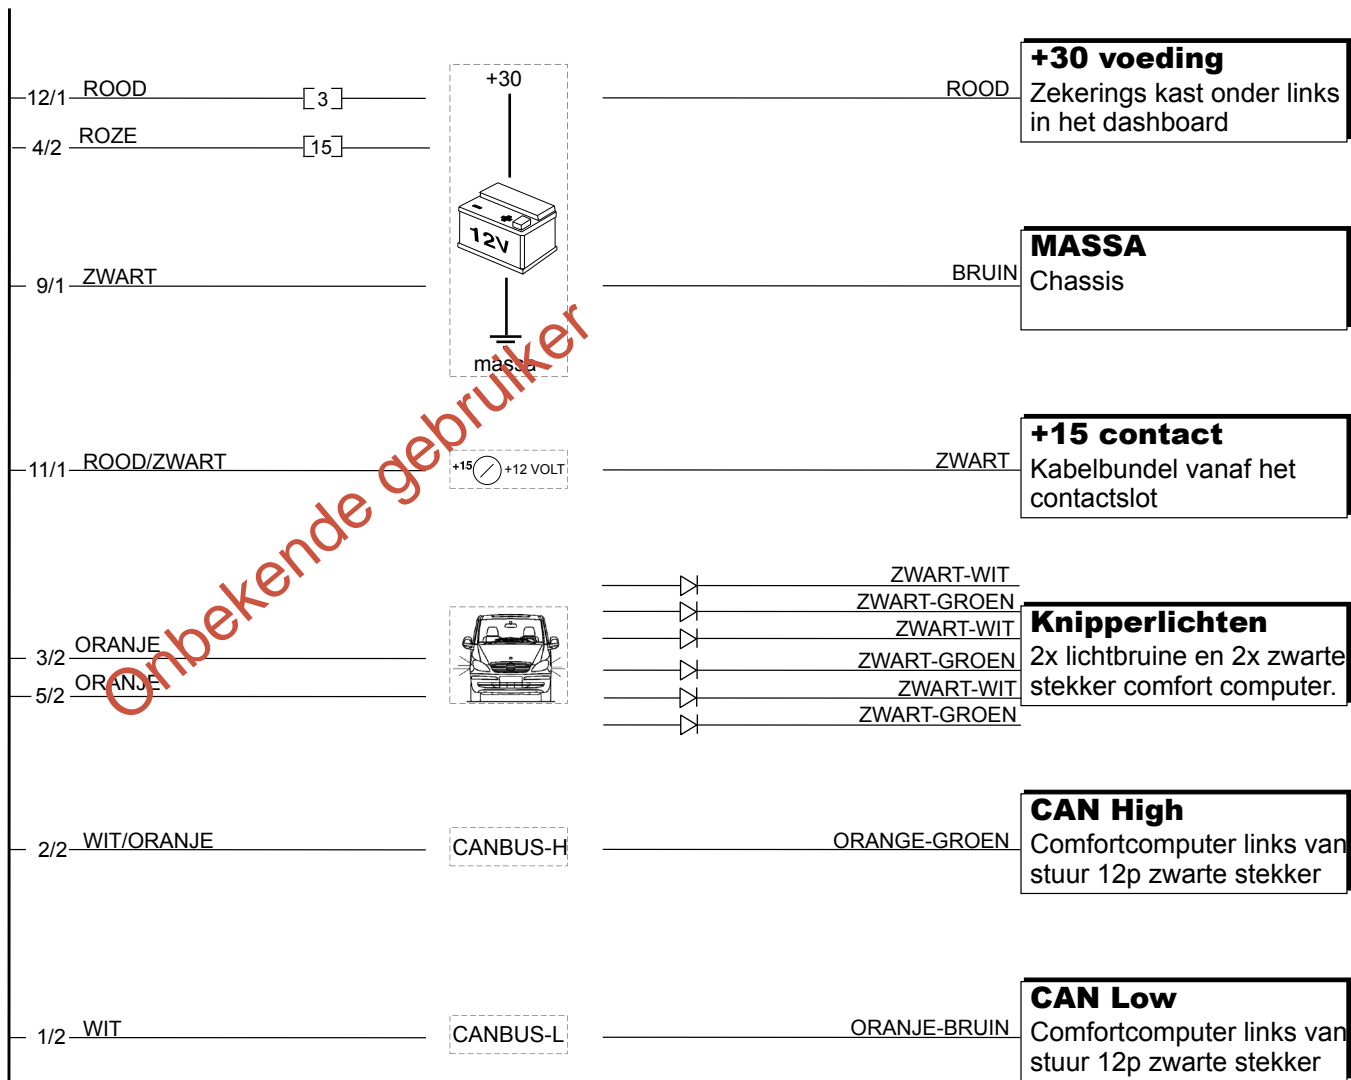 +30 voeding
Zekerings kast onder links
in het dashboard
12/1 ROOD [3] +30 ROOD
4/2 ROZE [15]
- + 12V
MASSA
Chassis
9/1 ZWART BRUIN
massa
+15 contact
Kabelbundel vanaf het
contactslot
11/1 ROOD/ZWART +15 +12 VOLT ZWART
Onbekende gebruiker
ZWART-WIT
ZWART-GROEN
ZWART-WIT
ZWART-GROEN
ZWART-WIT
ZWART-GROEN
3/2 ORANJE
5/2 ORANJE
Knipperlichten
2x lichtbruine en 2x zwarte
stekker comfort computer.
CAN High
Comfortcomputer links van
stuur 12p zwarte stekker
2/2 WIT/ORANJE CANBUS-H ORANGE-GROEN
CAN Low
Comfortcomputer links van
stuur 12p zwarte stekker
1/2 WIT CANBUS-L ORANJE-BRUIN